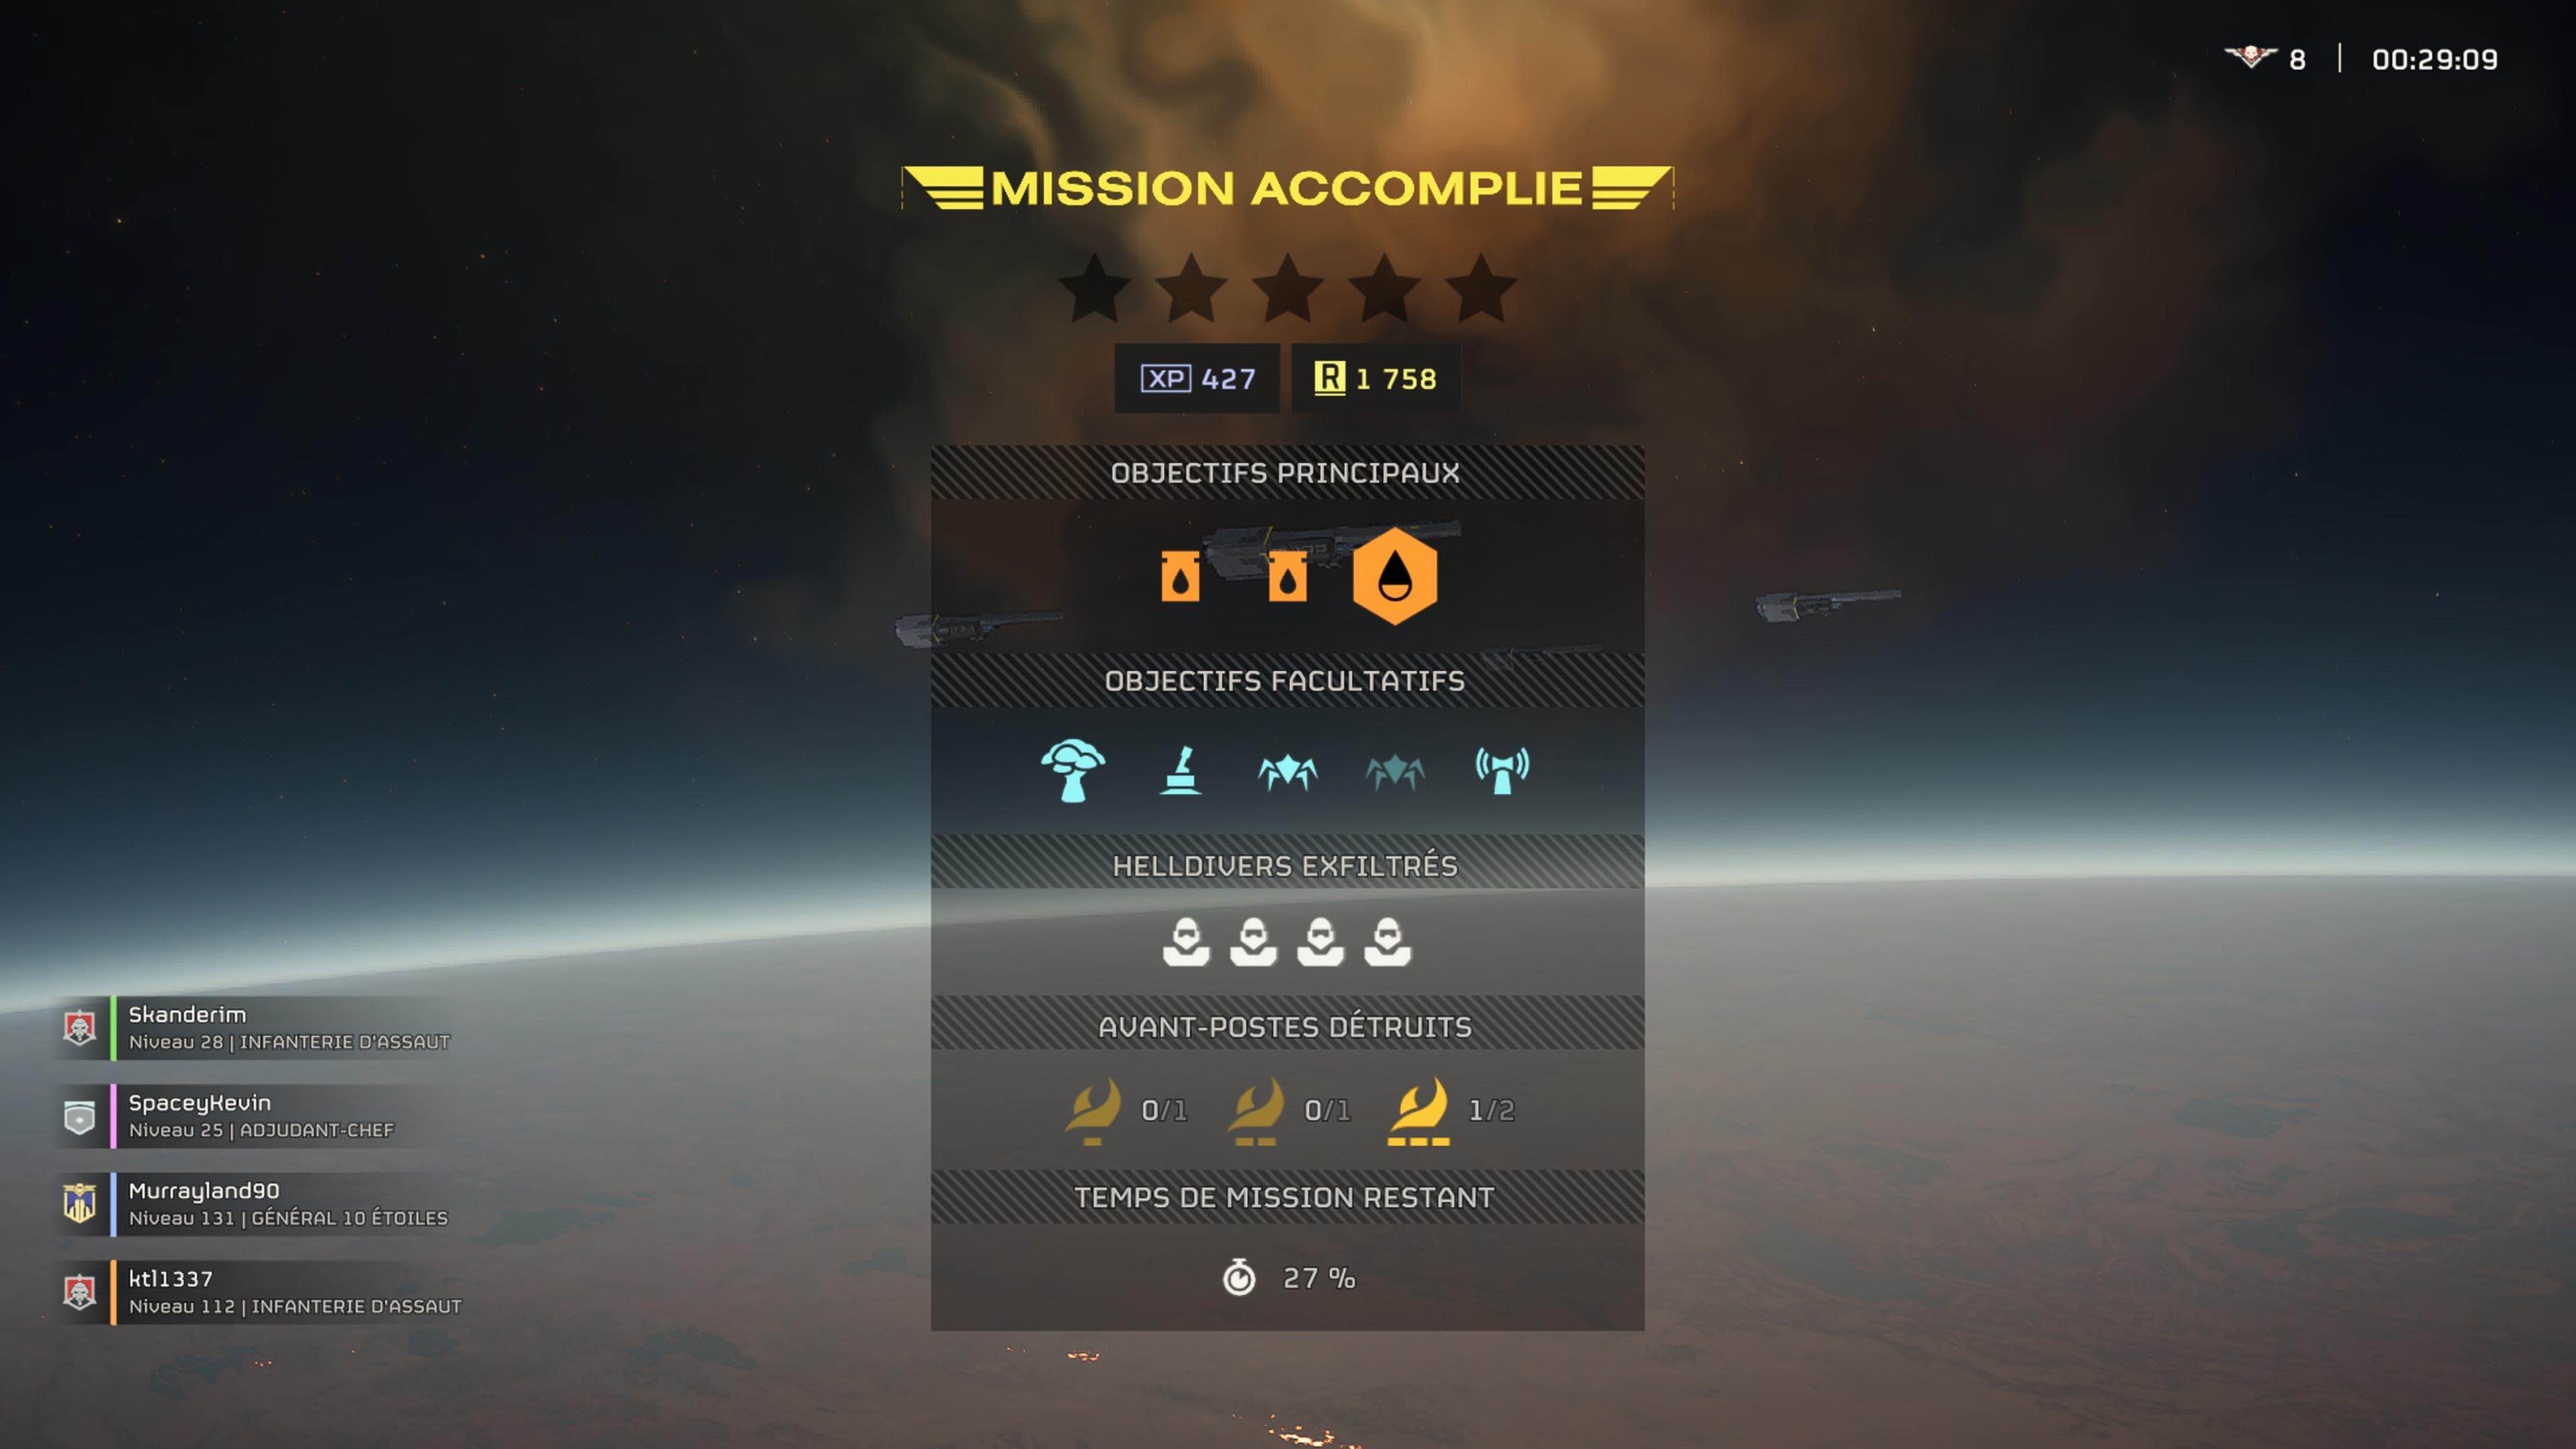 8 | 00:29:09
MISSION ACCOMPLIE
XP 427
R 1 758
OBJECTIFS PRINCIPAUX
OBJECTIFS FACULTATIFS
HELLDIVERS EXFILTRÉS
AVANT-POSTES DÉTRUITS
0/1 0/1 1/2
TEMPS DE MISSION RESTANT
27 %
Skanderim
Niveau 28 | INFANTERIE D'ASSAUT
SpaceyKevin
Niveau 25 | ADJUDANT-CHEF
Murrayland90
Niveau 131 | GÉNÉRAL 10 ÉTOILES
ktl1337
Niveau 112 | INFANTERIE D'ASSAUT